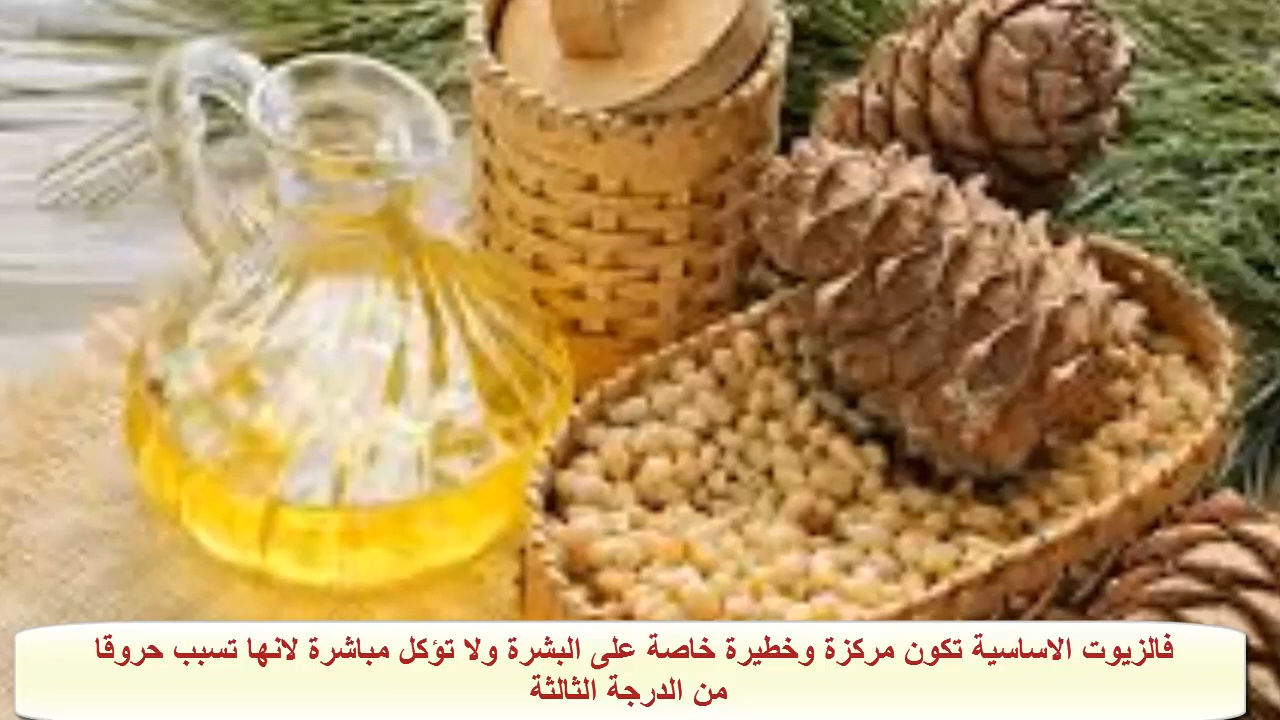 فالزيوت الاساسية تكون مركزة وخطيرة خاصة على البشرة ولا تؤكل مباشرة لانها تسبب حروقا
من الدرجة الثالثة